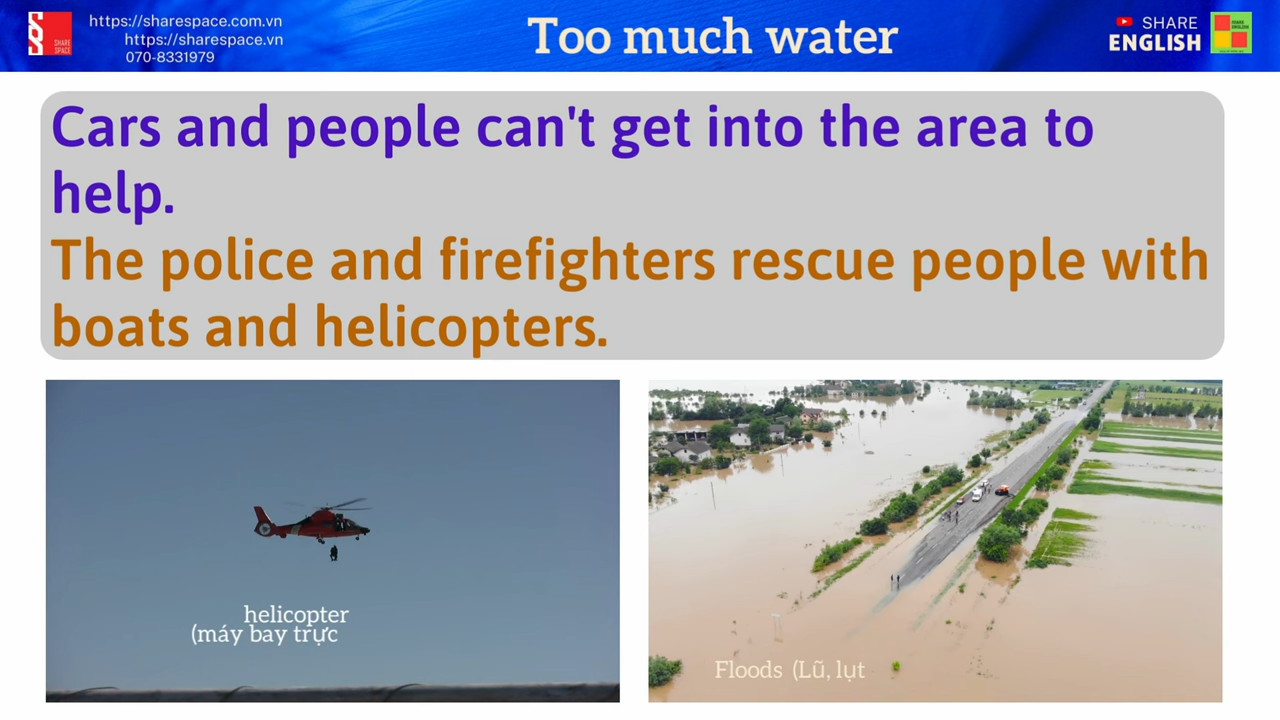 SHARE
SPACE
https://sharespace.com.vn
https://sharespace.vn
070-8331979
Too much water
SHARE
ENGLISH
Cars and people can't get into the area to
help.
The police and firefighters rescue people with
boats and helicopters.
helicopter
(máy bay trực
Floods (Lũ, lụt